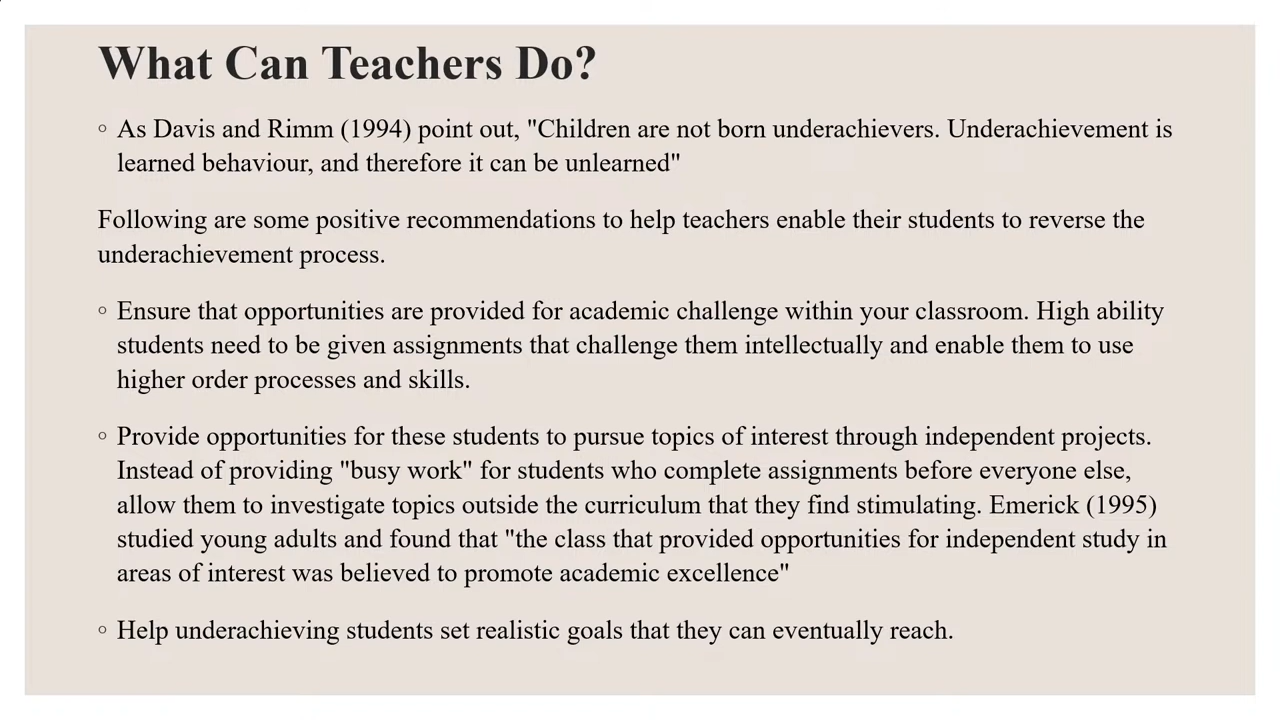 What Can Teachers Do?
◦ As Davis and Rimm (1994) point out, "Children are not born underachievers. Underachievement is
learned behaviour, and therefore it can be unlearned"
Following are some positive recommendations to help teachers enable their students to reverse the
underachievement process.
◦ Ensure that opportunities are provided for academic challenge within your classroom. High ability
students need to be given assignments that challenge them intellectually and enable them to use
higher order processes and skills.
◦ Provide opportunities for these students to pursue topics of interest through independent projects.
Instead of providing "busy work" for students who complete assignments before everyone else,
allow them to investigate topics outside the curriculum that they find stimulating. Emerick (1995)
studied young adults and found that "the class that provided opportunities for independent study in
areas of interest was believed to promote academic excellence"
◦ Help underachieving students set realistic goals that they can eventually reach.